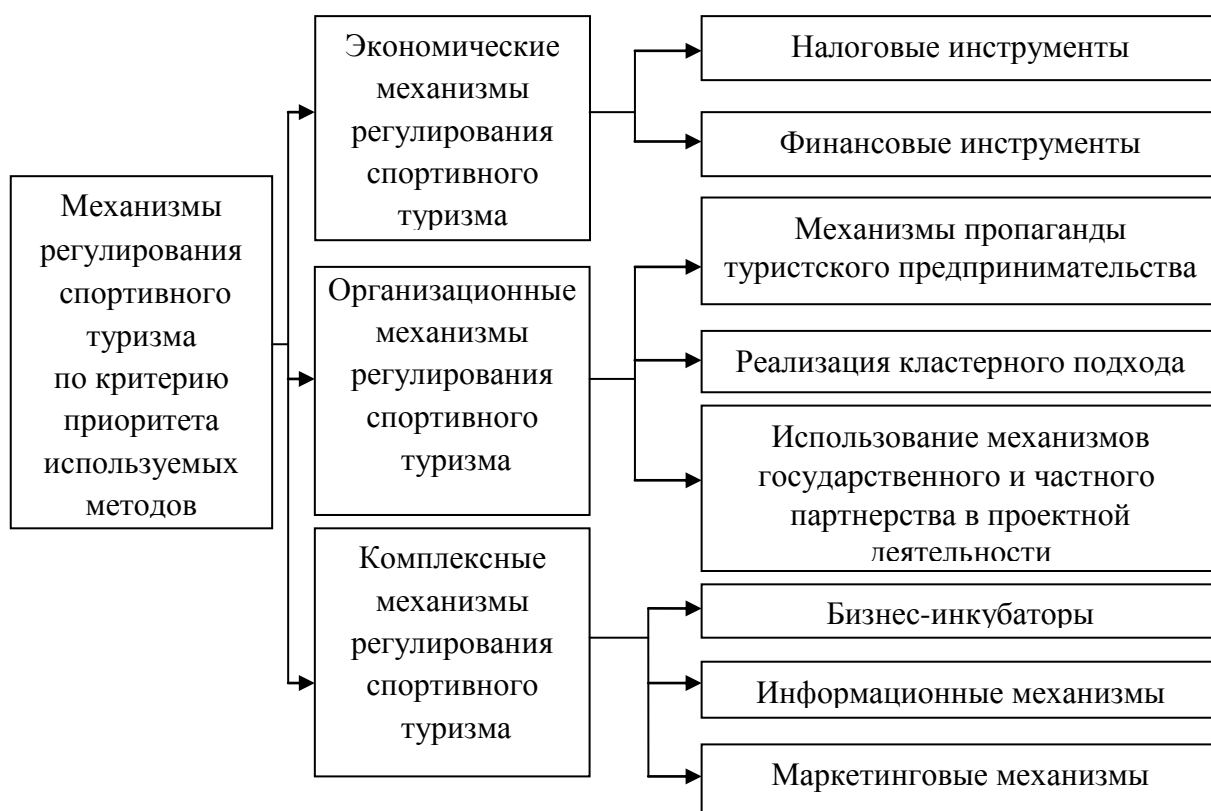 Механизмы
регулирования
спортивного
туризма
по критерию
приоритета
используемых
методов
Экономические
механизмы
регулирования
спортивного
туризма
Налоговые инструменты
Финансовые инструменты
Организационные
механизмы
регулирования
спортивного
туризма
Механизмы пропаганды
туристского предпринимательства
Реализация кластерного подхода
Использование механизмов
государственного и частного
партнерства в проектной
деятельности
Комплексные
механизмы
регулирования
спортивного
туризма
Бизнес-инкубаторы
Информационные механизмы
Маркетинговые механизмы